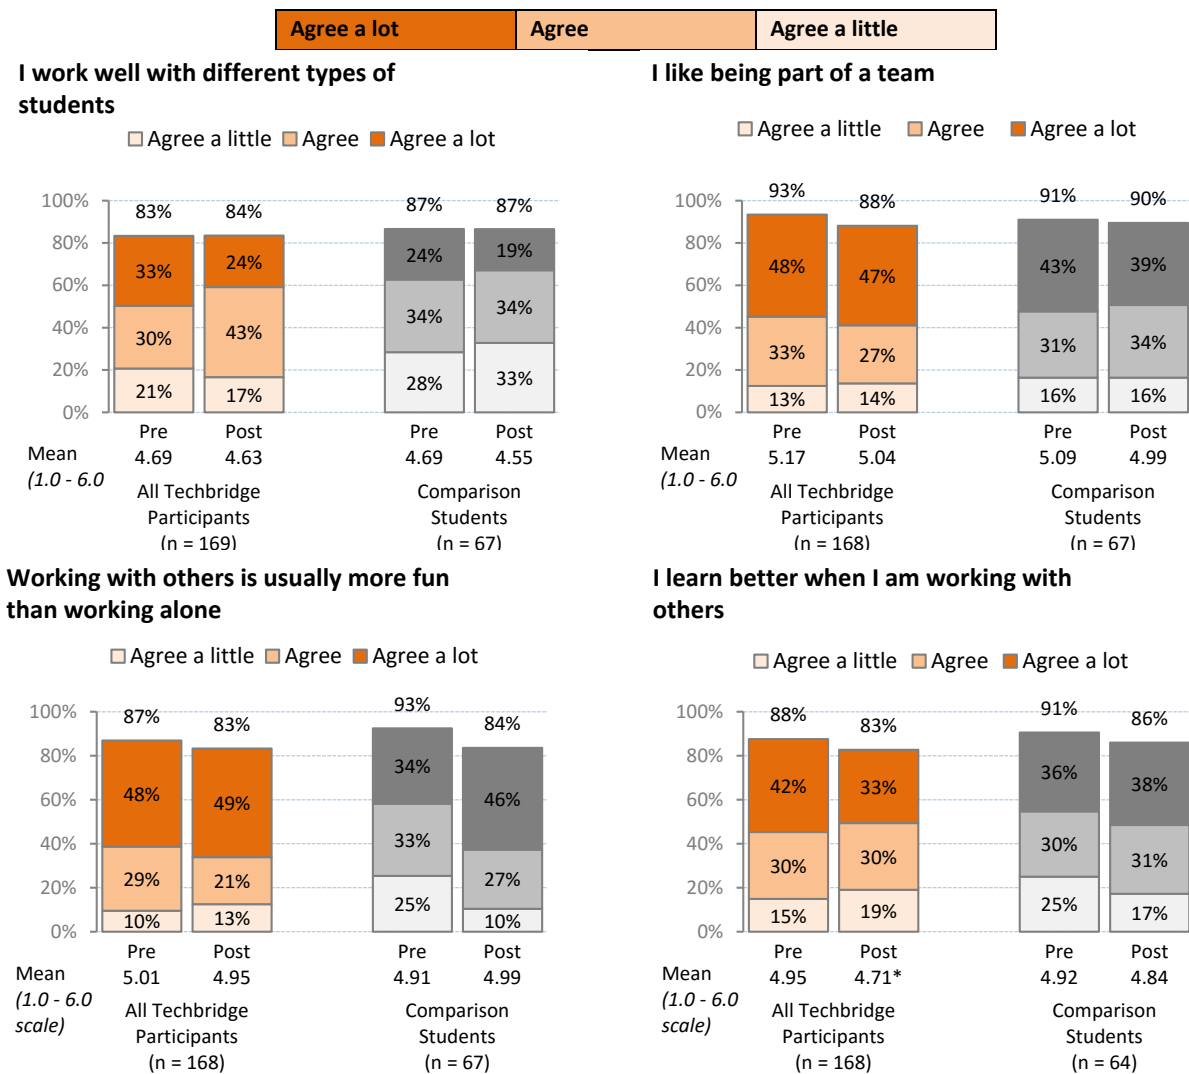 Agree a lot Agree Agree a little
I work well with different types of
students
Agree a little Agree Agree a lot
100%
80%
60%
40%
20%
0%
83% 84% 87% 87%
33% 24% 24% 19%
30% 43% 34% 34%
21% 17% 28% 33%
Pre Post Pre Post
Mean 4.69 4.63 4.69 4.55
(1.0 - 6.0
All Techbridge Comparison
Participants Students
(n = 169) (n = 67)
I like being part of a team
Agree a little Agree Agree a lot
100%
80%
60%
40%
20%
0%
93% 88% 91% 90%
48% 47% 43% 39%
33% 27% 31% 34%
13% 14% 16% 16%
Pre Post Pre Post
Mean 5.17 5.04 5.09 4.99
(1.0 - 6.0
All Techbridge Comparison
Participants Students
(n = 168) (n = 67)
Working with others is usually more fun
than working alone
Agree a little Agree Agree a lot
100%
80%
60%
40%
20%
0%
87% 83% 93% 84%
48% 49% 34% 46%
29% 21% 33% 27%
10% 13% 25% 10%
Pre Post Pre Post
Mean 5.01 4.95 4.91 4.99
(1.0 - 6.0
scale)
All Techbridge Comparison
Participants Students
(n = 168) (n = 67)
I learn better when I am working with
others
Agree a little Agree Agree a lot
100%
80%
60%
40%
20%
0%
88% 83% 91% 86%
42% 33% 36% 38%
30% 30% 30% 31%
15% 19% 25% 17%
Pre Post Pre Post
Mean 4.95 4.71* 4.92 4.84
(1.0 - 6.0
scale)
All Techbridge Comparison
Participants Students
(n = 168) (n = 64)